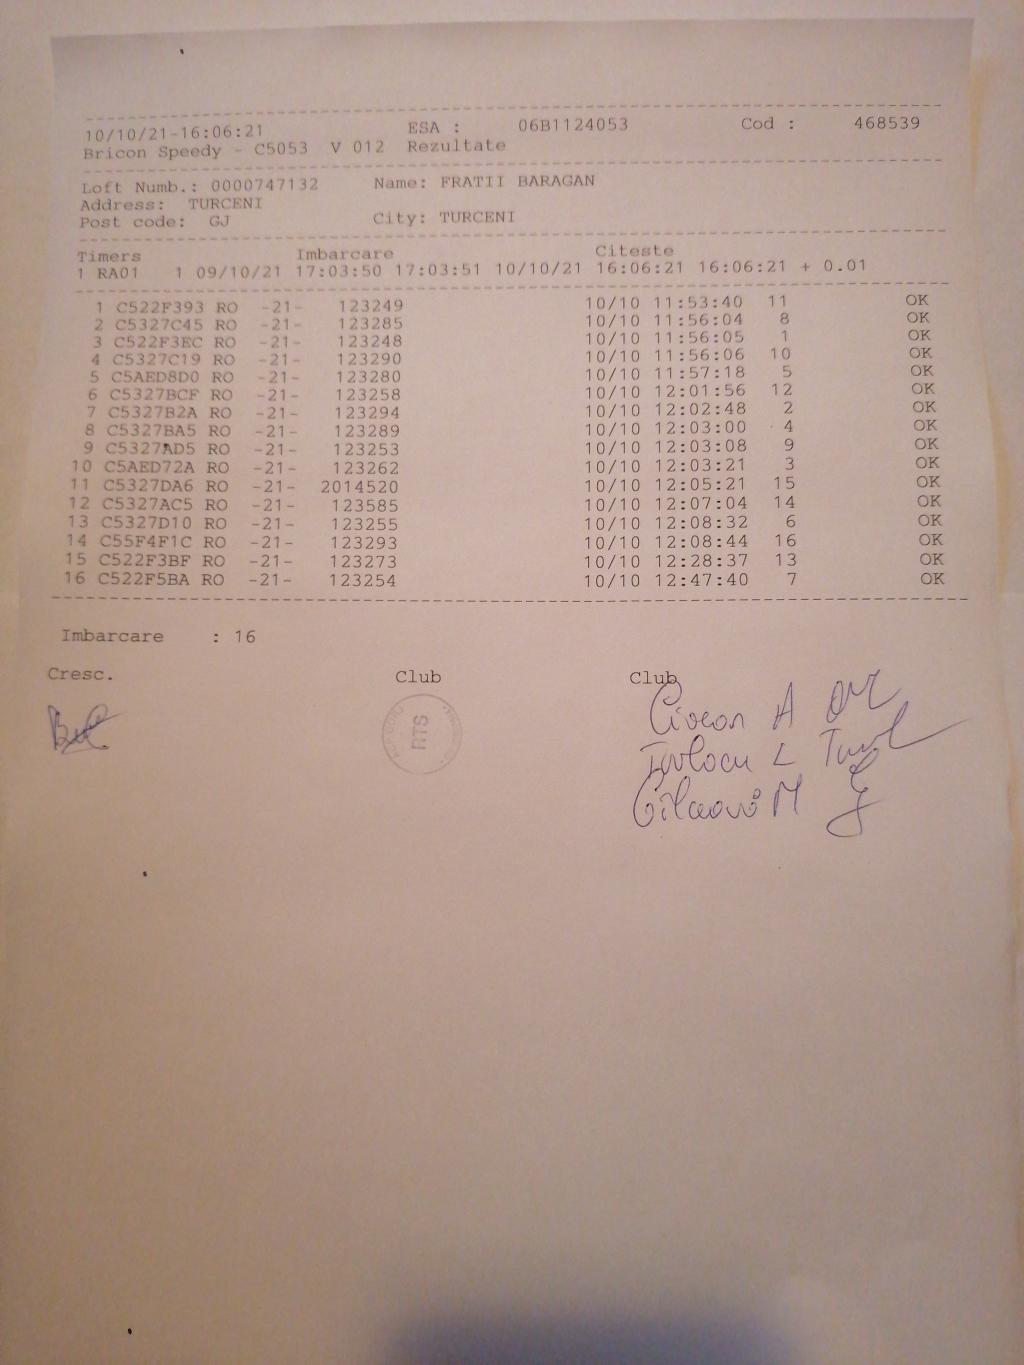 10/10/21-16:06:21 ESA : 06B1124053 Cod : 468539
Bricon Speedy - C5053 V 012 Rezultate
Loft Numb.: 0000747132 Name: FRATII BARAGAN
Address: TURCENI
Post code: GJ City: TURCENI
Timers Imbarcare Citeste
1 RA01 1 09/10/21 17:03:50 17:03:51 10/10/21 16:06:21 16:06:21 + 0.01
1 C522F393 RO -21- 123249 10/10 11:53:40 11 OK
2 C5327C45 RO -21- 123285 10/10 11:56:04 8 OK
3 C522F3EC RO -21- 123248 10/10 11:56:05 1 OK
4 C5327C19 RO -21- 123290 10/10 11:56:06 10 OK
5 C5AED8D0 RO -21- 123280 10/10 11:57:18 5 OK
6 C5327BCF RO -21- 123258 10/10 12:01:56 12 OK
7 C5327B2A RO -21- 123294 10/10 12:02:48 2 OK
8 C5327BA5 RO -21- 123289 10/10 12:03:00 4 OK
9 C5327AD5 RO -21- 123253 10/10 12:03:08 9 OK
10 C5AED72A RO -21- 123262 10/10 12:03:21 3 OK
11 C5327DA6 RO -21- 2014520 10/10 12:05:21 15 OK
12 C5327AC5 RO -21- 123585 10/10 12:07:04 14 OK
13 C5327D10 RO -21- 123255 10/10 12:08:32 6 OK
14 C55F4F1C RO -21- 123293 10/10 12:08:44 16 OK
15 C522F3BF RO -21- 123273 10/10 12:28:37 13 OK
16 C522F5BA RO -21- 123254 10/10 12:47:40 7 OK
Imbarcare : 16
Cresc. Club Club
RTS